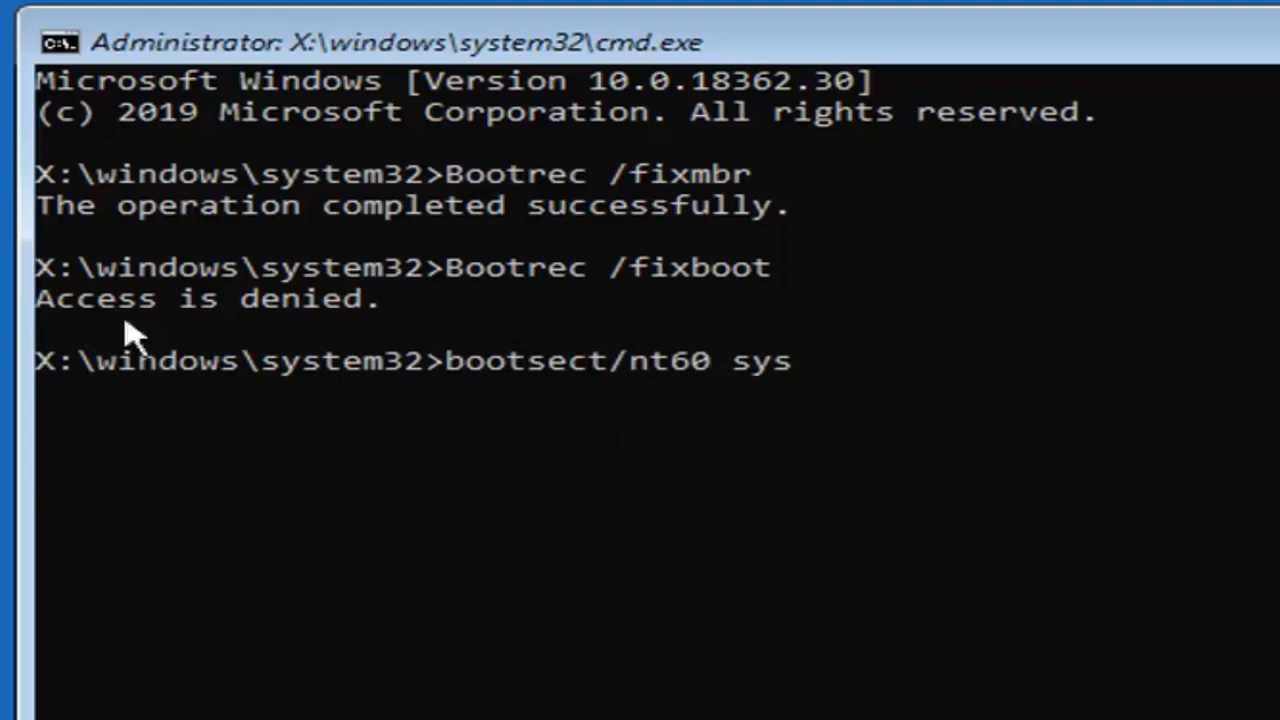 Administrator: X:\windows\system32\cmd.exe
Microsoft Windows [Version 10.0.18362.30]
(c) 2019 Microsoft Corporation. All rights reserved.
X:\windows\system32>Bootrec /fixmbr
The operation completed successfully.
X:\windows\system32>Bootrec /fixboot
Access is denied.
X:\windows\system32>bootsect/nt60 sys